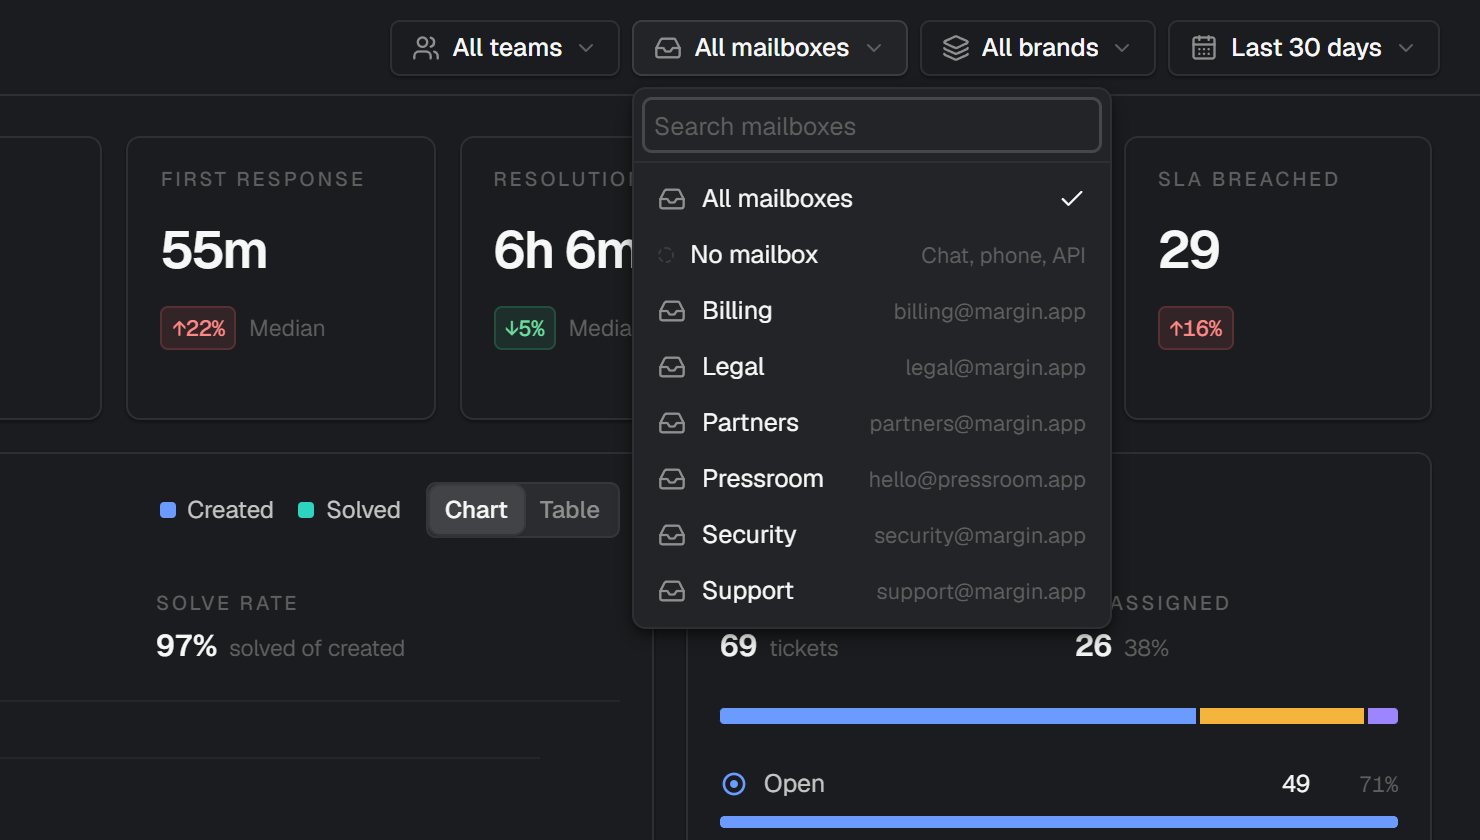 All teams
All mailboxes
All brands
Last 30 days
Search mailboxes
All mailboxes
No mailbox Chat, phone, API
Billing billing@margin.app
Legal legal@margin.app
Partners partners@margin.app
Pressroom hello@pressroom.app
Security security@margin.app
Support support@margin.app
FIRST RESPONSE
55m
↑22% Median
RESOLUTION
6h 6m
↓5% Media
SLA BREACHED
29
↑16%
Created
Solved
Chart
Table
SOLVE RATE
97% solved of created
ASSIGNED
69 tickets
26 38%
Open 49 71%